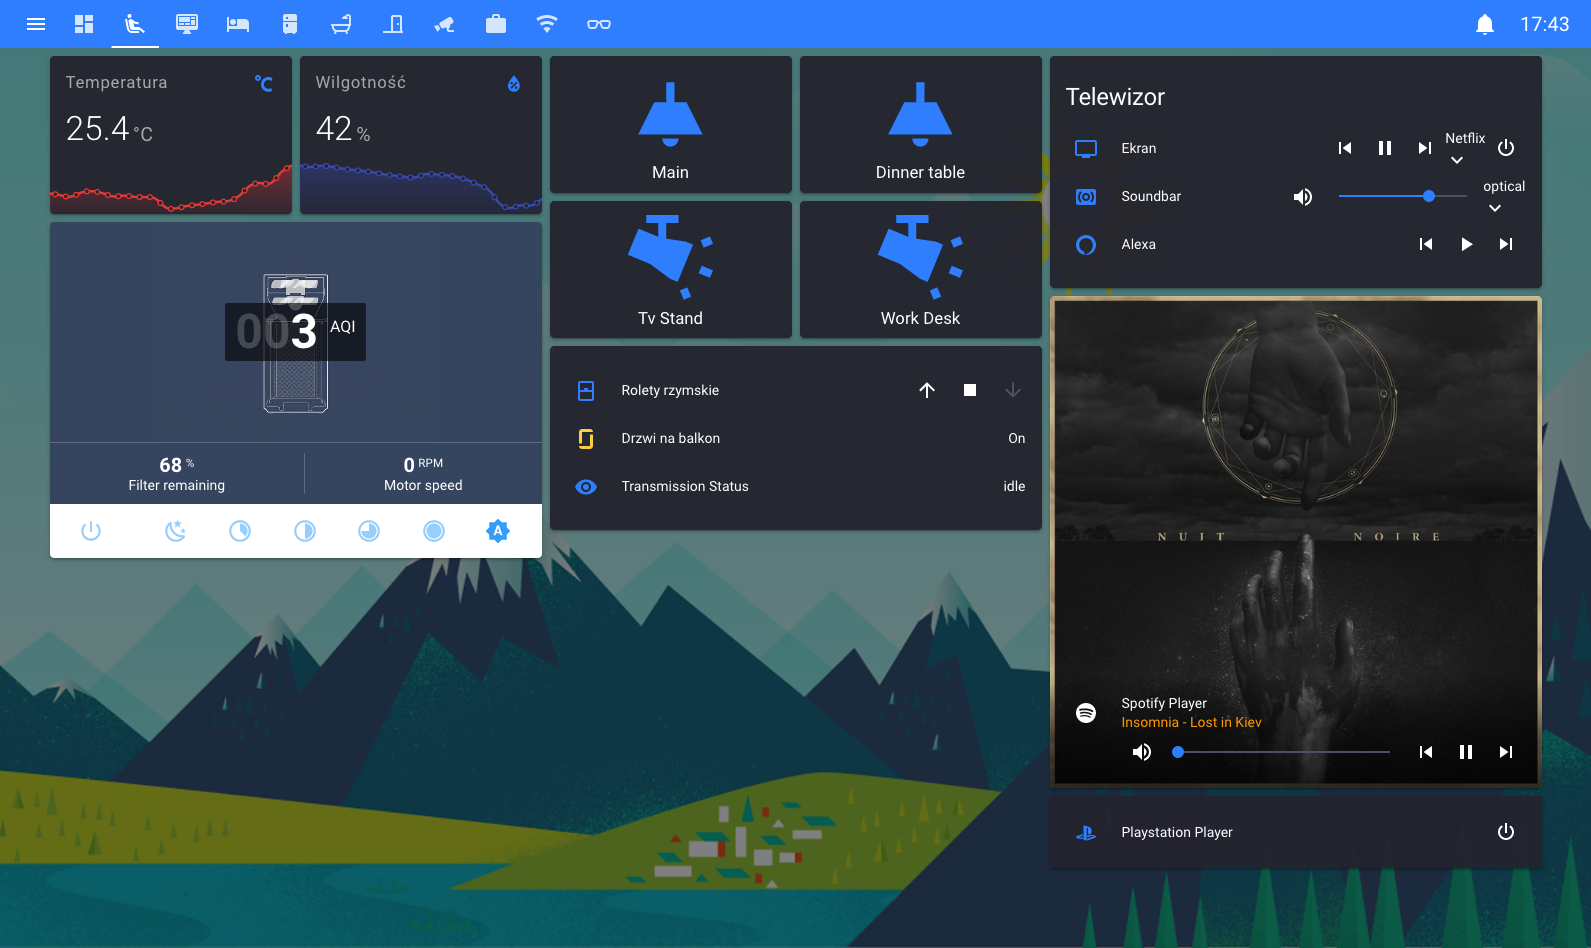 17:43
Temperatura
°C
25.4 °C
Wilgotność
42 %
003 AQI
68 %
Filter remaining
0 RPM
Motor speed
A
Main
Dinner table
Tv Stand
Work Desk
Rolety rzymskie
Drzwi na balkon On
Transmission Status idle
Telewizor
Ekran Netflix
Soundbar optical
Alexa
NUIT NOIRE
Spotify Player
Insomnia - Lost in Kiev
Playstation Player